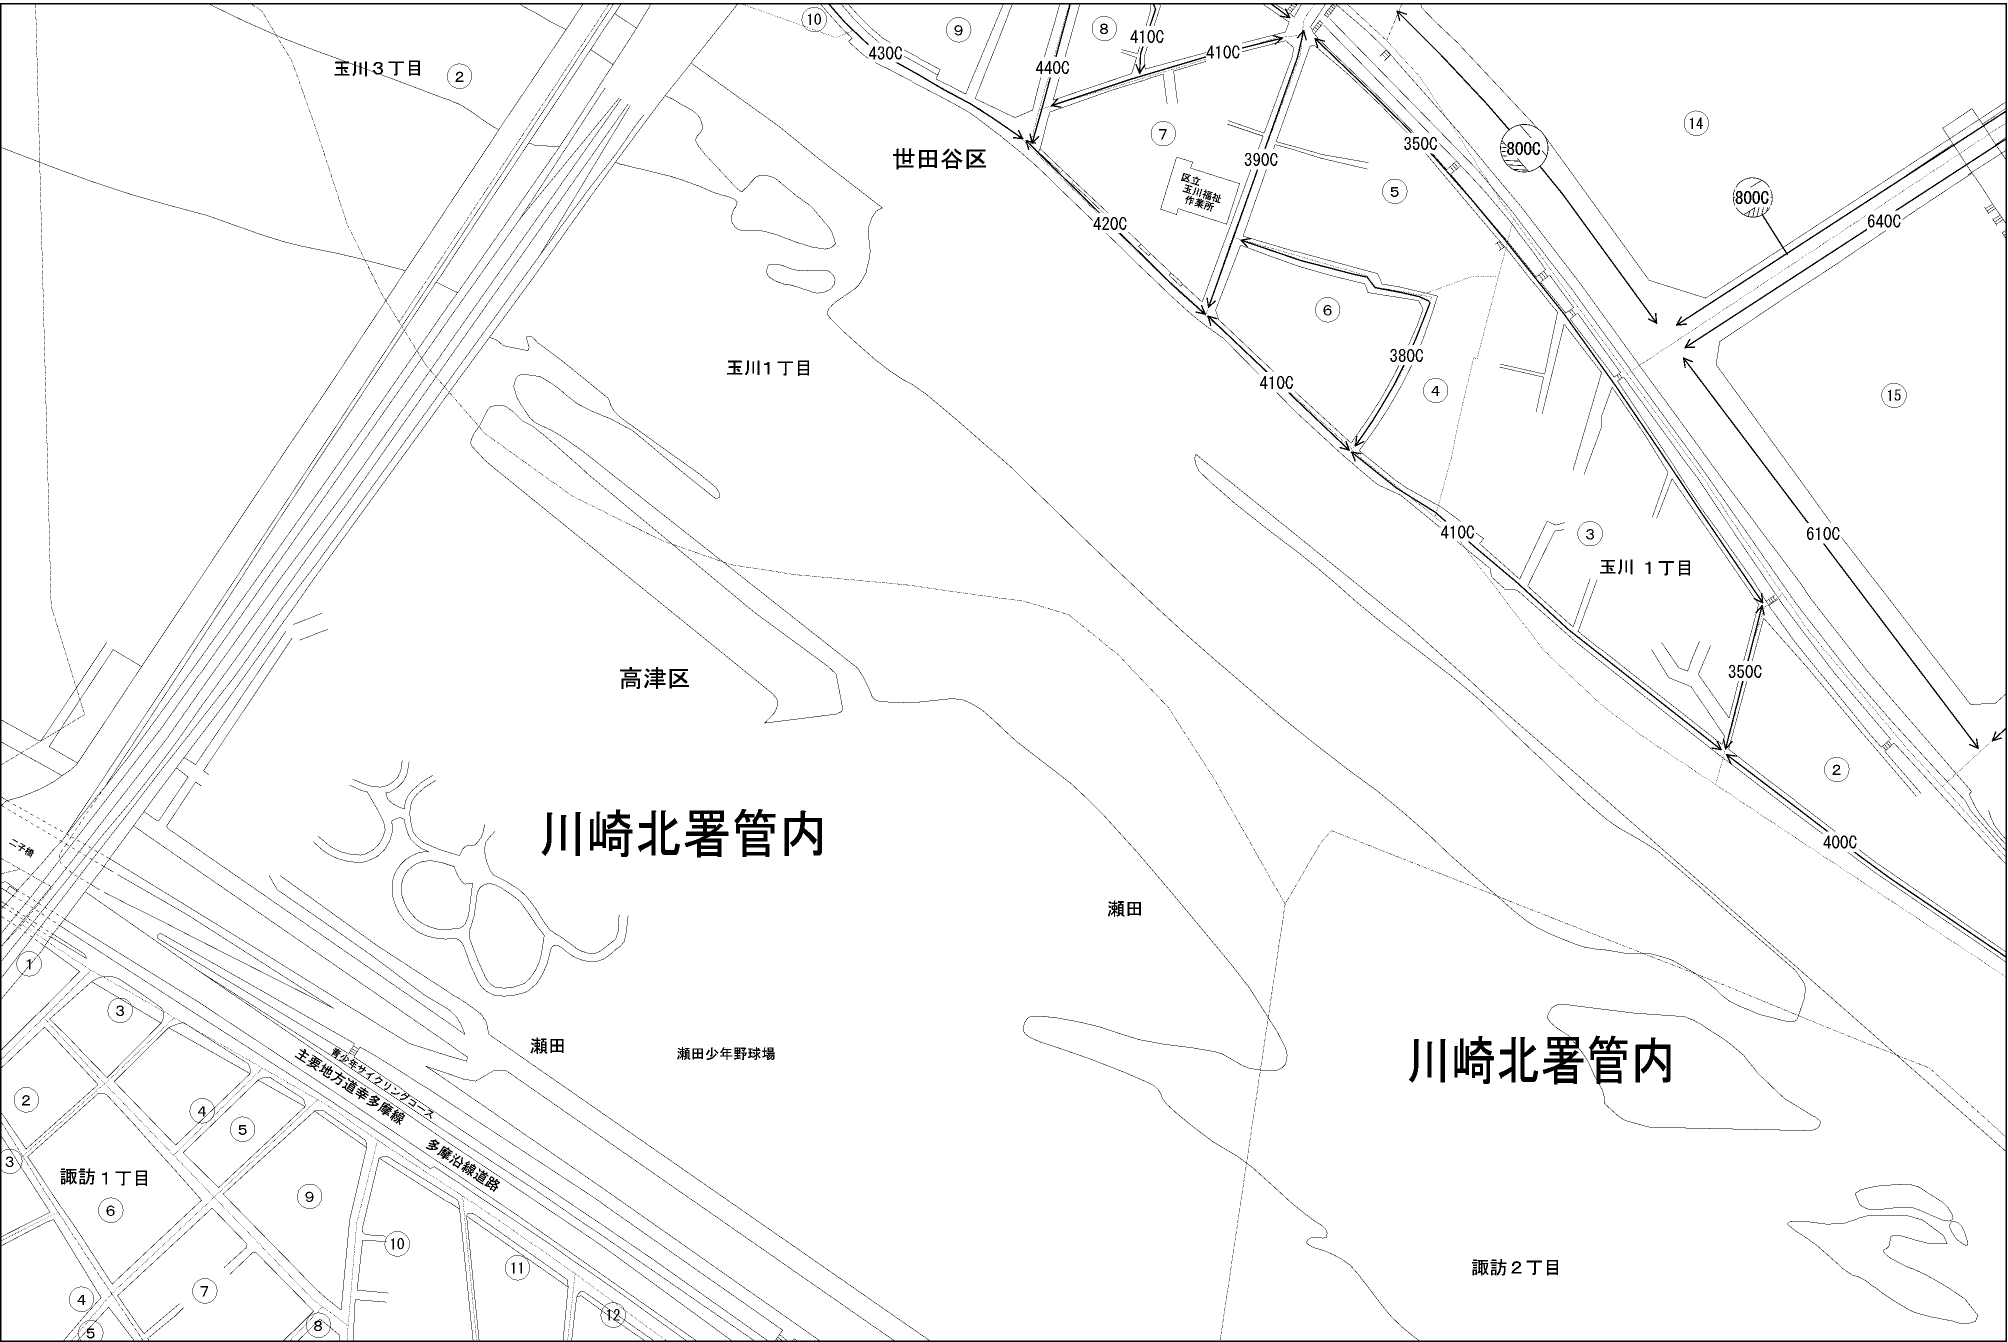 ⑩
⑨
⑧
410C
430C
440C
410C
玉川3丁目
②
⑭
⑦
350C
800C
世田谷区
390C
区立
玉川福祉
作業所
⑤
800C
420C
640C
⑥
380C
玉川1丁目
410C
④
⑮
410C
③
610C
玉川 1丁目
高津区
350C
②
川崎北署管内
400C
二子橋
瀬田
①
③
瀬田
瀬田少年野球場
川崎北署管内
青少年サイクリングコース
主要地方道幸多摩線
②
④
⑤
多摩沿線道路
③
諏訪1丁目
⑨
⑥
⑩
⑪
諏訪2丁目
⑦
④
⑫
⑧
⑤